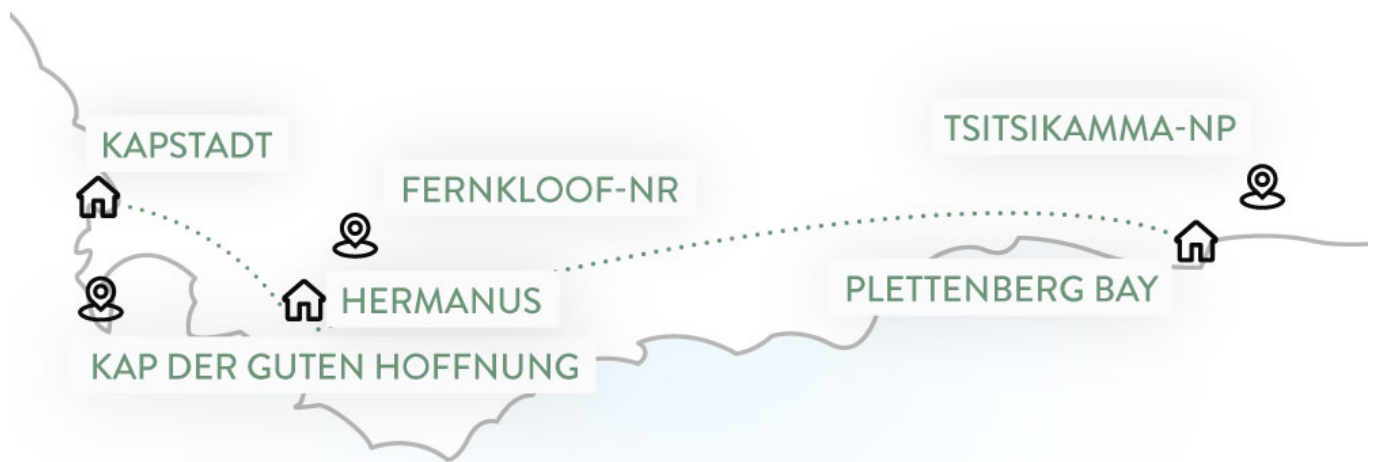 KAPSTADT
TSITSIKAMMA-NP
FERNKLOOF-NR
HERMANUS
PLETTENBERG BAY
KAP DER GUTEN HOFFNUNG